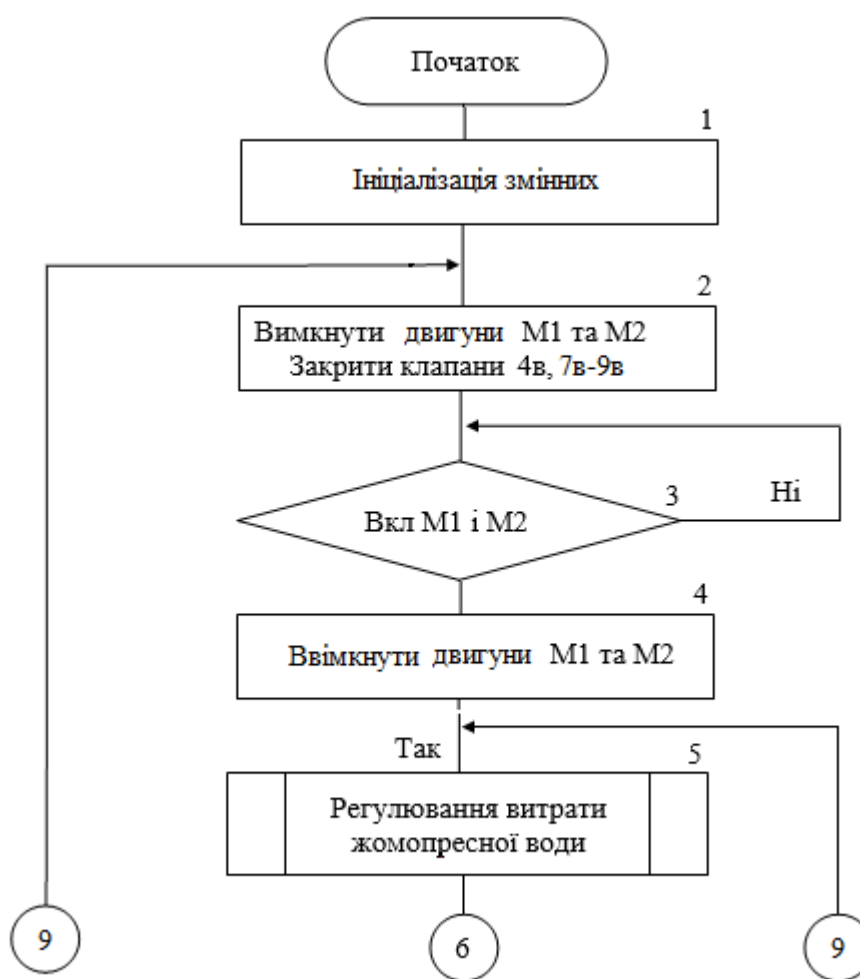 Початок
1
Ініціалізація змінних
2
Вимкнути двигуни М1 та М2
Закрити клапани 4в, 7в-9в
3
Ні
Вкл М1 і М2
4
Ввімкнути двигуни М1 та М2
Так
5
Регулювання витрати
жомопресної води
9
6
9